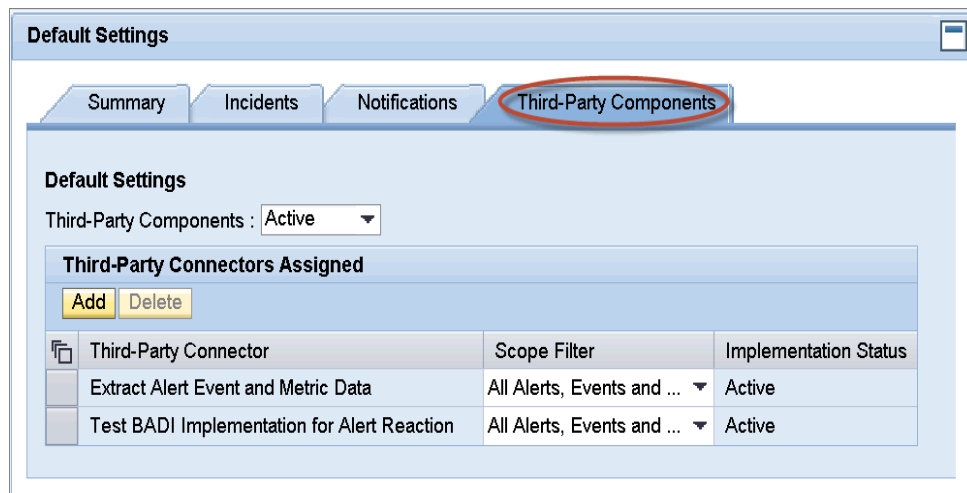 Default Settings
Summary Incidents Notifications Third-Party Components
Default Settings
Third-Party Components : Active
Third-Party Connectors Assigned
Add Delete
Third-Party Connector Scope Filter Implementation Status
Extract Alert Event and Metric Data All Alerts, Events and ... Active
Test BADI Implementation for Alert Reaction All Alerts, Events and ... Active